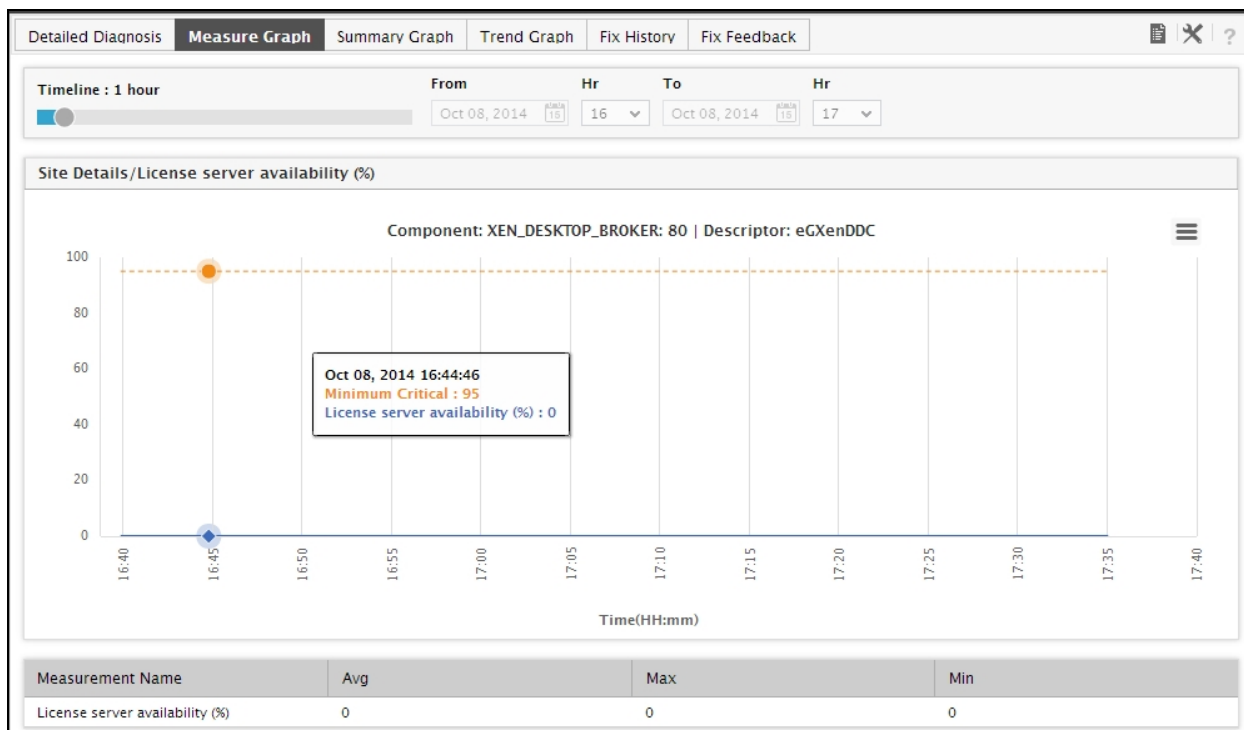 Detailed Diagnosis Measure Graph Summary Graph Trend Graph Fix History Fix Feedback ?
Timeline : 1 hour
From Hr To Hr
Oct 08, 2014 15 16 Oct 08, 2014 15 17
Site Details/License server availability (%)
Component: XEN_DESKTOP_BROKER: 80 | Descriptor: eGXenDDC
100
80
60
40
20
0
Oct 08, 2014 16:44:46
Minimum Critical : 95
License server availability (%) : 0
16:40 16:45 16:50 16:55 17:00 17:05 17:10 17:15 17:20 17:25 17:30 17:35 17:40
Time(HH:mm)
Measurement Name Avg Max Min
License server availability (%) 0 0 0